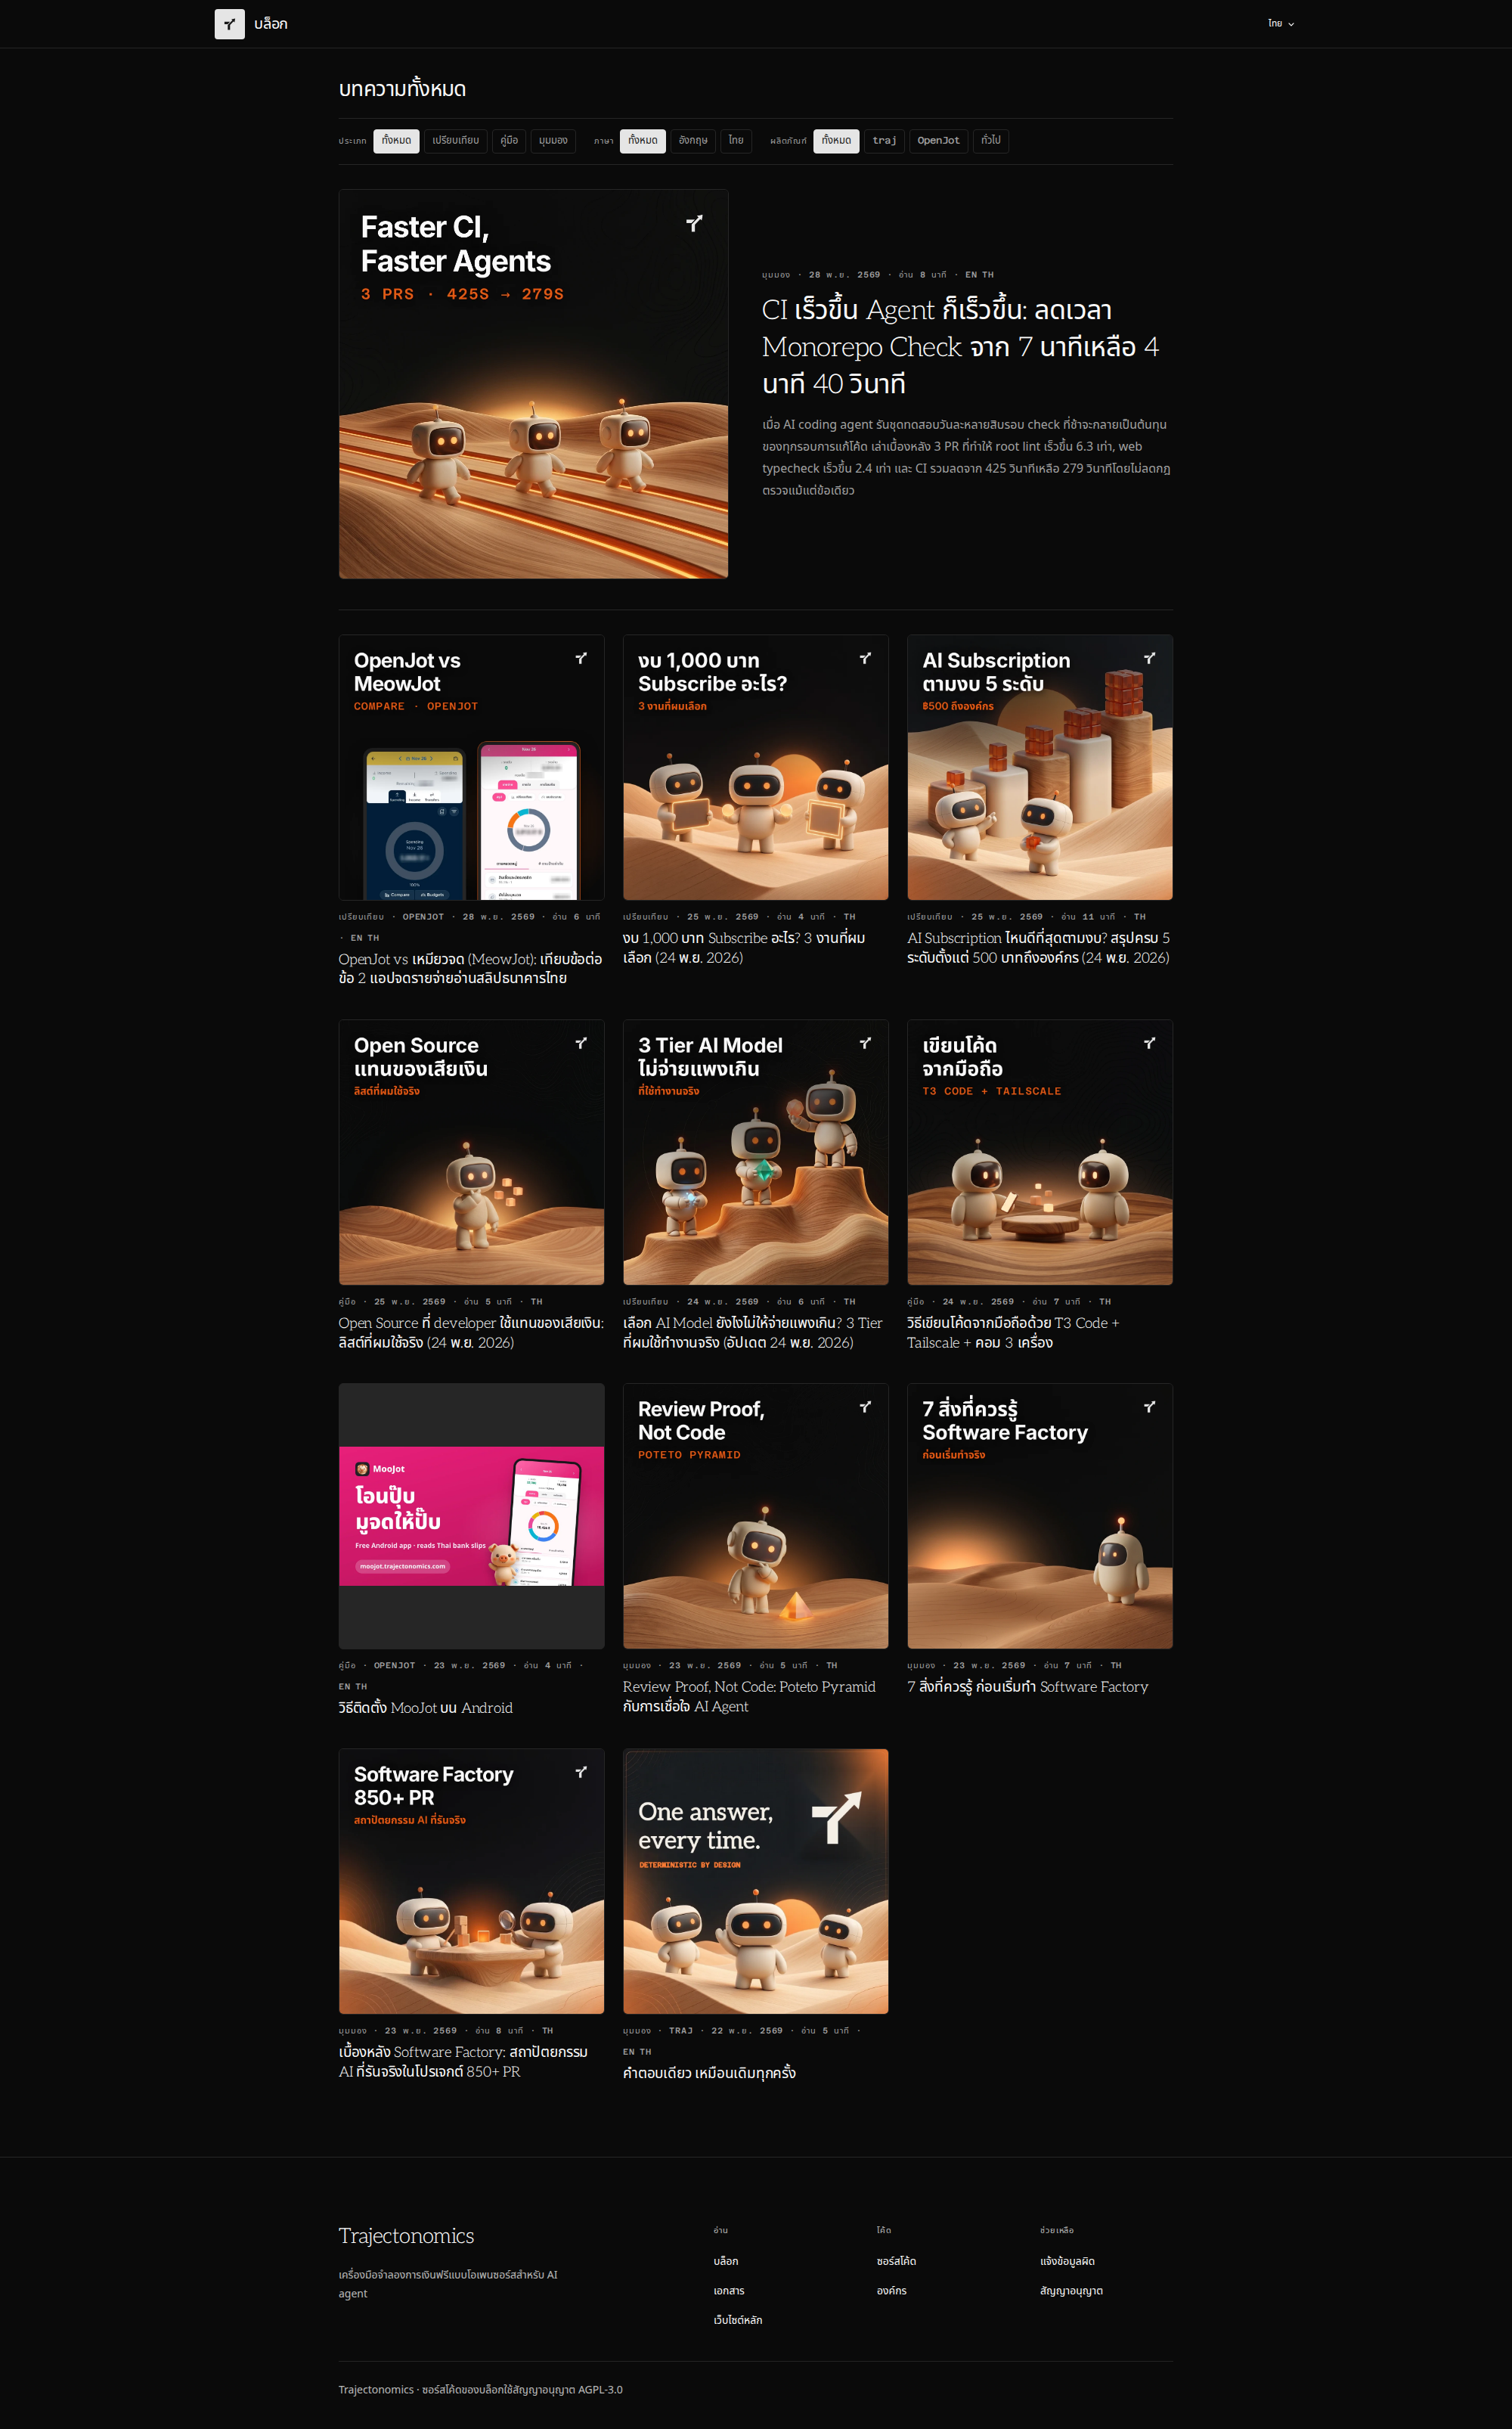 บล็อก
ไทย
บทความทั้งหมด
ประเภท ทั้งหมด เปรียบเทียบ คู่มือ มุมมอง ภาษา ทั้งหมด อังกฤษ ไทย ผลิตภัณฑ์ ทั้งหมด traj OpenJot ทั่วไป
Faster CI,
Faster Agents
3 PRS · 425S → 279S
มุมมอง · 28 พ.ย. 2569 · อ่าน 8 นาที · EN TH
CI เร็วขึ้น Agent ก็เร็วขึ้น: ลดเวลา
Monorepo Check จาก 7 นาทีเหลือ 4
นาที 40 วินาที
เมื่อ AI coding agent รันชุดทดสอบวันละหลายสิบรอบ check ที่ช้าจะกลายเป็นต้นทุน
ของทุกรอบการแก้โค้ด เล่าเบื้องหลัง 3 PR ที่ทำให้ root lint เร็วขึ้น 6.3 เท่า, web
typecheck เร็วขึ้น 2.4 เท่า และ CI รวมลดจาก 425 วินาทีเหลือ 279 วินาทีโดยไม่ลดกฎ
ตรวจแม้แต่ข้อเดียว
OpenJot vs
MeowJot
COMPARE · OPENJOT
เปรียบเทียบ · OPENJOT · 28 พ.ย. 2569 · อ่าน 6 นาที
· EN TH
OpenJot vs เหมียวจด (MeowJot): เทียบข้อต่อ
ข้อ 2 แอปจดรายจ่ายอ่านสลิปธนาคารไทย
งบ 1,000 บาท
Subscribe อะไร?
3 งานที่ผมเลือก
เปรียบเทียบ · 25 พ.ย. 2569 · อ่าน 4 นาที · TH
งบ 1,000 บาท Subscribe อะไร? 3 งานที่ผม
เลือก (24 พ.ย. 2026)
AI Subscription
ตามงบ 5 ระดับ
฿500 ถึงองค์กร
เปรียบเทียบ · 25 พ.ย. 2569 · อ่าน 11 นาที · TH
AI Subscription ไหนดีที่สุดตามงบ? สรุปครบ 5
ระดับตั้งแต่ 500 บาทถึงองค์กร (24 พ.ย. 2026)
Open Source
แทนของเสียเงิน
ลิสต์ที่ผมใช้จริง
คู่มือ · 25 พ.ย. 2569 · อ่าน 5 นาที · TH
Open Source ที่ developer ใช้แทนของเสียเงิน:
ลิสต์ที่ผมใช้จริง (24 พ.ย. 2026)
3 Tier AI Model
ไม่จ่ายแพงเกิน
ที่ใช้ทำงานจริง
เปรียบเทียบ · 24 พ.ย. 2569 · อ่าน 6 นาที · TH
เลือก AI Model ยังไงไม่ให้จ่ายแพงเกิน? 3 Tier
ที่ผมใช้ทำงานจริง (อัปเดต 24 พ.ย. 2026)
เขียนโค้ด
จากมือถือ
T3 CODE + TAILSCALE
คู่มือ · 24 พ.ย. 2569 · อ่าน 7 นาที · TH
วิธีเขียนโค้ดจากมือถือด้วย T3 Code +
Tailscale + คอม 3 เครื่อง
MooJot
โอนปุ๊บ
มูจดให้ปั๊บ
Free Android app · reads Thai bank slips
moojot.trajectonomics.com
คู่มือ · OPENJOT · 23 พ.ย. 2569 · อ่าน 4 นาที ·
EN TH
วิธีติดตั้ง MooJot บน Android
Review Proof,
Not Code
POTETO PYRAMID
มุมมอง · 23 พ.ย. 2569 · อ่าน 5 นาที · TH
Review Proof, Not Code: Poteto Pyramid
กับการเชื่อใจ AI Agent
7 สิ่งที่ควรรู้
Software Factory
ก่อนเริ่มทำจริง
มุมมอง · 23 พ.ย. 2569 · อ่าน 7 นาที · TH
7 สิ่งที่ควรรู้ ก่อนเริ่มทำ Software Factory
Software Factory
850+ PR
สถาปัตยกรรม AI ที่รันจริง
มุมมอง · 23 พ.ย. 2569 · อ่าน 8 นาที · TH
เบื้องหลัง Software Factory: สถาปัตยกรรม
AI ที่รันจริงในโปรเจกต์ 850+ PR
One answer,
every time.
DETERMINISTIC BY DESIGN
มุมมอง · TRAJ · 22 พ.ย. 2569 · อ่าน 5 นาที ·
EN TH
คำตอบเดียว เหมือนเดิมทุกครั้ง
Trajectonomics
เครื่องมือจำลองการเงินฟรีแบบโอเพนซอร์สสำหรับ AI
agent
อ่าน
บล็อก
เอกสาร
เว็บไซต์หลัก
โค้ด
ซอร์สโค้ด
องค์กร
ช่วยเหลือ
แจ้งข้อมูลผิด
สัญญาอนุญาต
Trajectonomics · ซอร์สโค้ดของบล็อกใช้สัญญาอนุญาต AGPL-3.0